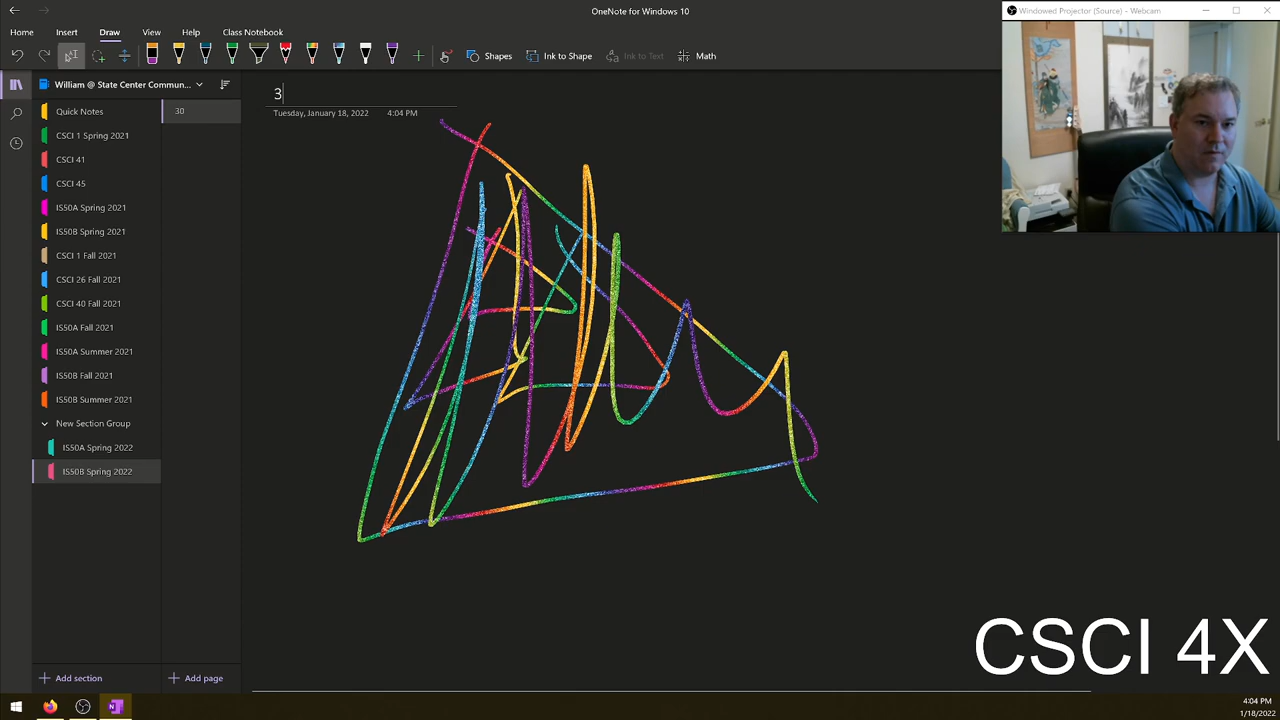 OneNote for Windows 10
Windowed Projector (Source) - Webcam
Home Insert Draw View Help Class Notebook
Shapes Ink to Shape Ink to Text Math
William @ State Center Commun...
3
Tuesday, January 18, 2022 4:04 PM
Quick Notes
CSCI 1 Spring 2021
CSCI 41
CSCI 45
IS50A Spring 2021
IS50B Spring 2021
CSCI 1 Fall 2021
CSCI 26 Fall 2021
CSCI 40 Fall 2021
IS50A Fall 2021
IS50A Summer 2021
IS50B Fall 2021
IS50B Summer 2021
New Section Group
IS50A Spring 2022
IS50B Spring 2022
30
Add section
Add page
CSCI 4X
4:04 PM
1/18/2022